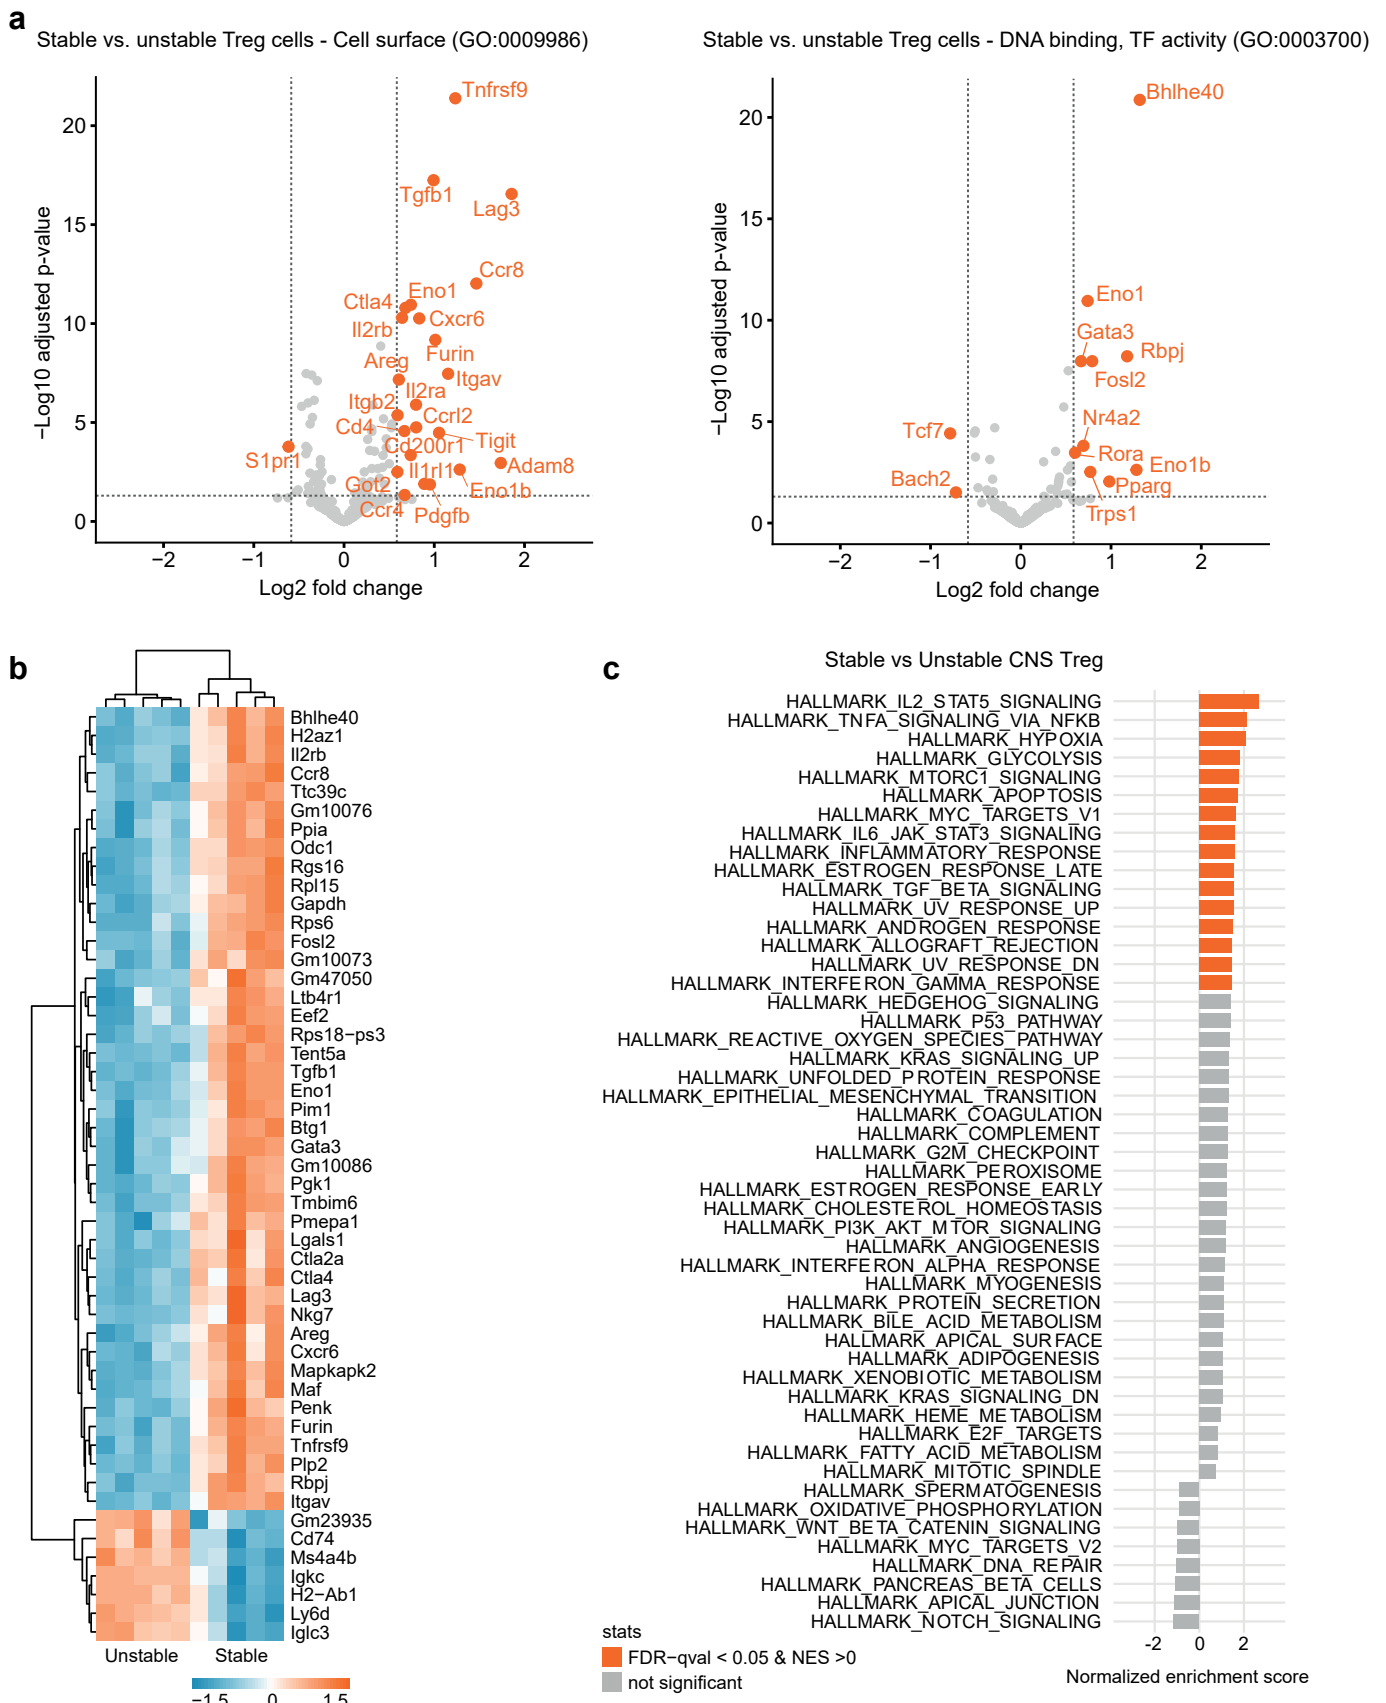 a
Stable vs. unstable Treg cells - Cell surface (GO:0009986)
Tnfrsf9
Tgfb1
Lag3
Ccr8
Eno1
Ctla4
Il2rb
Cxcr6
Furin
Areg
Itgav
Il2ra
Itgb2
Ccrl2
Cd4
Tigit
Cd200r1
S1pr1
Il1rl1
Adam8
Got2
Eno1b
Ccr4
Pdgfb
20
15
10
5
0
−2
−1
0
1
2
−Log10 adjusted p-value
Log2 fold change
Stable vs. unstable Treg cells - DNA binding, TF activity (GO:0003700)
Bhlhe40
Eno1
Gata3
Rbpj
Fosl2
Nr4a2
Tcf7
Rora
Eno1b
Bach2
Pparg
Trps1
20
15
10
5
0
−2
−1
0
1
2
−Log10 adjusted p-value
Log2 fold change
b
Bhlhe40
H2az1
Il2rb
Ccr8
Ttc39c
Gm10076
Ppia
Odc1
Rgs16
Rpl15
Gapdh
Rps6
Fosl2
Gm10073
Gm47050
Ltb4r1
Eef2
Rps18−ps3
Tent5a
Tgfb1
Eno1
Pim1
Btg1
Gata3
Gm10086
Pgk1
Tmbim6
Pmepa1
Lgals1
Ctla2a
Ctla4
Lag3
Nkg7
Areg
Cxcr6
Mapkapk2
Maf
Penk
Furin
Tnfrsf9
Plp2
Rbpj
Itgav
Gm23935
Cd74
Ms4a4b
Igkc
H2−Ab1
Ly6d
Iglc3
Unstable
Stable
−1.5
0
1.5
c
Stable vs Unstable CNS Treg
HALLMARK_IL2_STAT5_SIGNALING
HALLMARK_TNFA_SIGNALING_VIA_NFKB
HALLMARK_HYPOXIA
HALLMARK_GLYCOLYSIS
HALLMARK_MTORC1_SIGNALING
HALLMARK_APOPTOSIS
HALLMARK_MYC_TARGETS_V1
HALLMARK_IL6_JAK_STAT3_SIGNALING
HALLMARK_INFLAMMATORY_RESPONSE
HALLMARK_ESTROGEN_RESPONSE_LATE
HALLMARK_TGF_BETA_SIGNALING
HALLMARK_UV_RESPONSE_UP
HALLMARK_ANDROGEN_RESPONSE
HALLMARK_ALLOGRAFT_REJECTION
HALLMARK_UV_RESPONSE_DN
HALLMARK_INTERFERON_GAMMA_RESPONSE
HALLMARK_HEDGEHOG_SIGNALING
HALLMARK_P53_PATHWAY
HALLMARK_REACTIVE_OXYGEN_SPECIES_PATHWAY
HALLMARK_KRAS_SIGNALING_UP
HALLMARK_UNFOLDED_PROTEIN_RESPONSE
HALLMARK_EPITHELIAL_MESENCHYMAL_TRANSITION
HALLMARK_COAGULATION
HALLMARK_COMPLEMENT
HALLMARK_G2M_CHECKPOINT
HALLMARK_PEROXISOME
HALLMARK_ESTROGEN_RESPONSE_EARLY
HALLMARK_CHOLESTEROL_HOMEOSTASIS
HALLMARK_PI3K_AKT_MTOR_SIGNALING
HALLMARK_ANGIOGENESIS
HALLMARK_INTERFERON_ALPHA_RESPONSE
HALLMARK_MYOGENESIS
HALLMARK_PROTEIN_SECRETION
HALLMARK_BILE_ACID_METABOLISM
HALLMARK_APICAL_SURFACE
HALLMARK_ADIPOGENESIS
HALLMARK_XENOBIOTIC_METABOLISM
HALLMARK_KRAS_SIGNALING_DN
HALLMARK_HEME_METABOLISM
HALLMARK_E2F_TARGETS
HALLMARK_FATTY_ACID_METABOLISM
HALLMARK_MITOTIC_SPINDLE
HALLMARK_SPERMATOGENESIS
HALLMARK_OXIDATIVE_PHOSPHORYLATION
HALLMARK_WNT_BETA_CATENIN_SIGNALING
HALLMARK_MYC_TARGETS_V2
HALLMARK_DNA_REPAIR
HALLMARK_PANCREAS_BETA_CELLS
HALLMARK_APICAL_JUNCTION
HALLMARK_NOTCH_SIGNALING
-2
0
2
Normalized enrichment score
stats
FDR−qval < 0.05 & NES >0
not significant